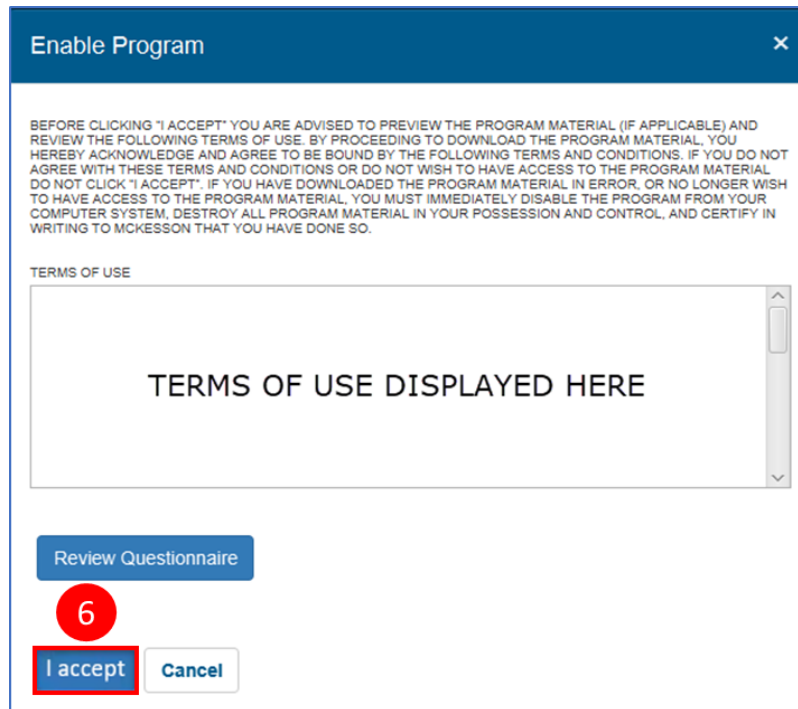 Enable Program ×
BEFORE CLICKING "I ACCEPT" YOU ARE ADVISED TO PREVIEW THE PROGRAM MATERIAL (IF APPLICABLE) AND
REVIEW THE FOLLOWING TERMS OF USE. BY PROCEEDING TO DOWNLOAD THE PROGRAM MATERIAL, YOU
HEREBY ACKNOWLEDGE AND AGREE TO BE BOUND BY THE FOLLOWING TERMS AND CONDITIONS. IF YOU DO NOT
AGREE WITH THESE TERMS AND CONDITIONS OR DO NOT WISH TO HAVE ACCESS TO THE PROGRAM MATERIAL
DO NOT CLICK "I ACCEPT". IF YOU HAVE DOWNLOADED THE PROGRAM MATERIAL IN ERROR, OR NO LONGER WISH
TO HAVE ACCESS TO THE PROGRAM MATERIAL, YOU MUST IMMEDIATELY DISABLE THE PROGRAM FROM YOUR
COMPUTER SYSTEM, DESTROY ALL PROGRAM MATERIAL IN YOUR POSSESSION AND CONTROL, AND CERTIFY IN
WRITING TO MCKESSON THAT YOU HAVE DONE SO.
TERMS OF USE
TERMS OF USE DISPLAYED HERE
Review Questionnaire
6
I accept Cancel